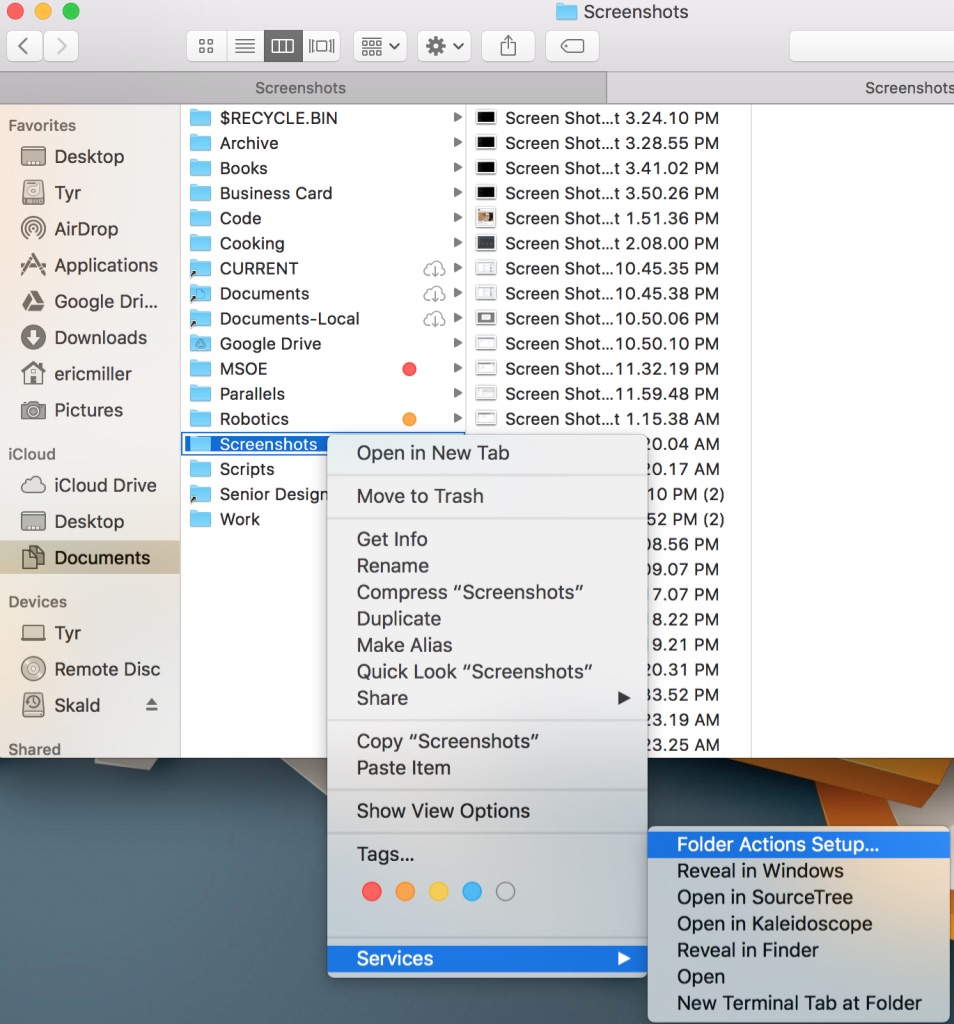 Screenshots
Screenshots
Screenshots
Favorites
Desktop
Tyr
AirDrop
Applications
Google Dri...
Downloads
ericmiller
Pictures
iCloud
iCloud Drive
Desktop
Documents
Devices
Tyr
Remote Disc
Skald
Shared
$RECYCLE.BIN
Archive
Books
Business Card
Code
Cooking
CURRENT
Documents
Documents-Local
Google Drive
MSOE
Parallels
Robotics
Screenshots
Scripts
Senior Design
Work
Screen Shot...t 3.24.10 PM
Screen Shot...t 3.28.55 PM
Screen Shot...t 3.41.02 PM
Screen Shot...t 3.50.26 PM
Screen Shot...t 1.51.36 PM
Screen Shot...t 2.08.00 PM
Screen Shot...10.45.35 PM
Screen Shot...10.45.38 PM
Screen Shot...10.50.06 PM
Screen Shot...10.50.10 PM
Screen Shot...11.32.19 PM
Screen Shot...11.59.48 PM
Screen Shot...t 1.15.38 AM
20.04 AM
20.17 AM
10 PM (2)
52 PM (2)
08.56 PM
09.07 PM
7.07 PM
8.22 PM
9.21 PM
20.31 PM
33.52 PM
23.19 AM
23.25 AM
Open in New Tab
Move to Trash
Get Info
Rename
Compress “Screenshots”
Duplicate
Make Alias
Quick Look “Screenshots”
Share
Copy “Screenshots”
Paste Item
Show View Options
Tags...
Services
Folder Actions Setup...
Reveal in Windows
Open in SourceTree
Open in Kaleidoscope
Reveal in Finder
Open
New Terminal Tab at Folder